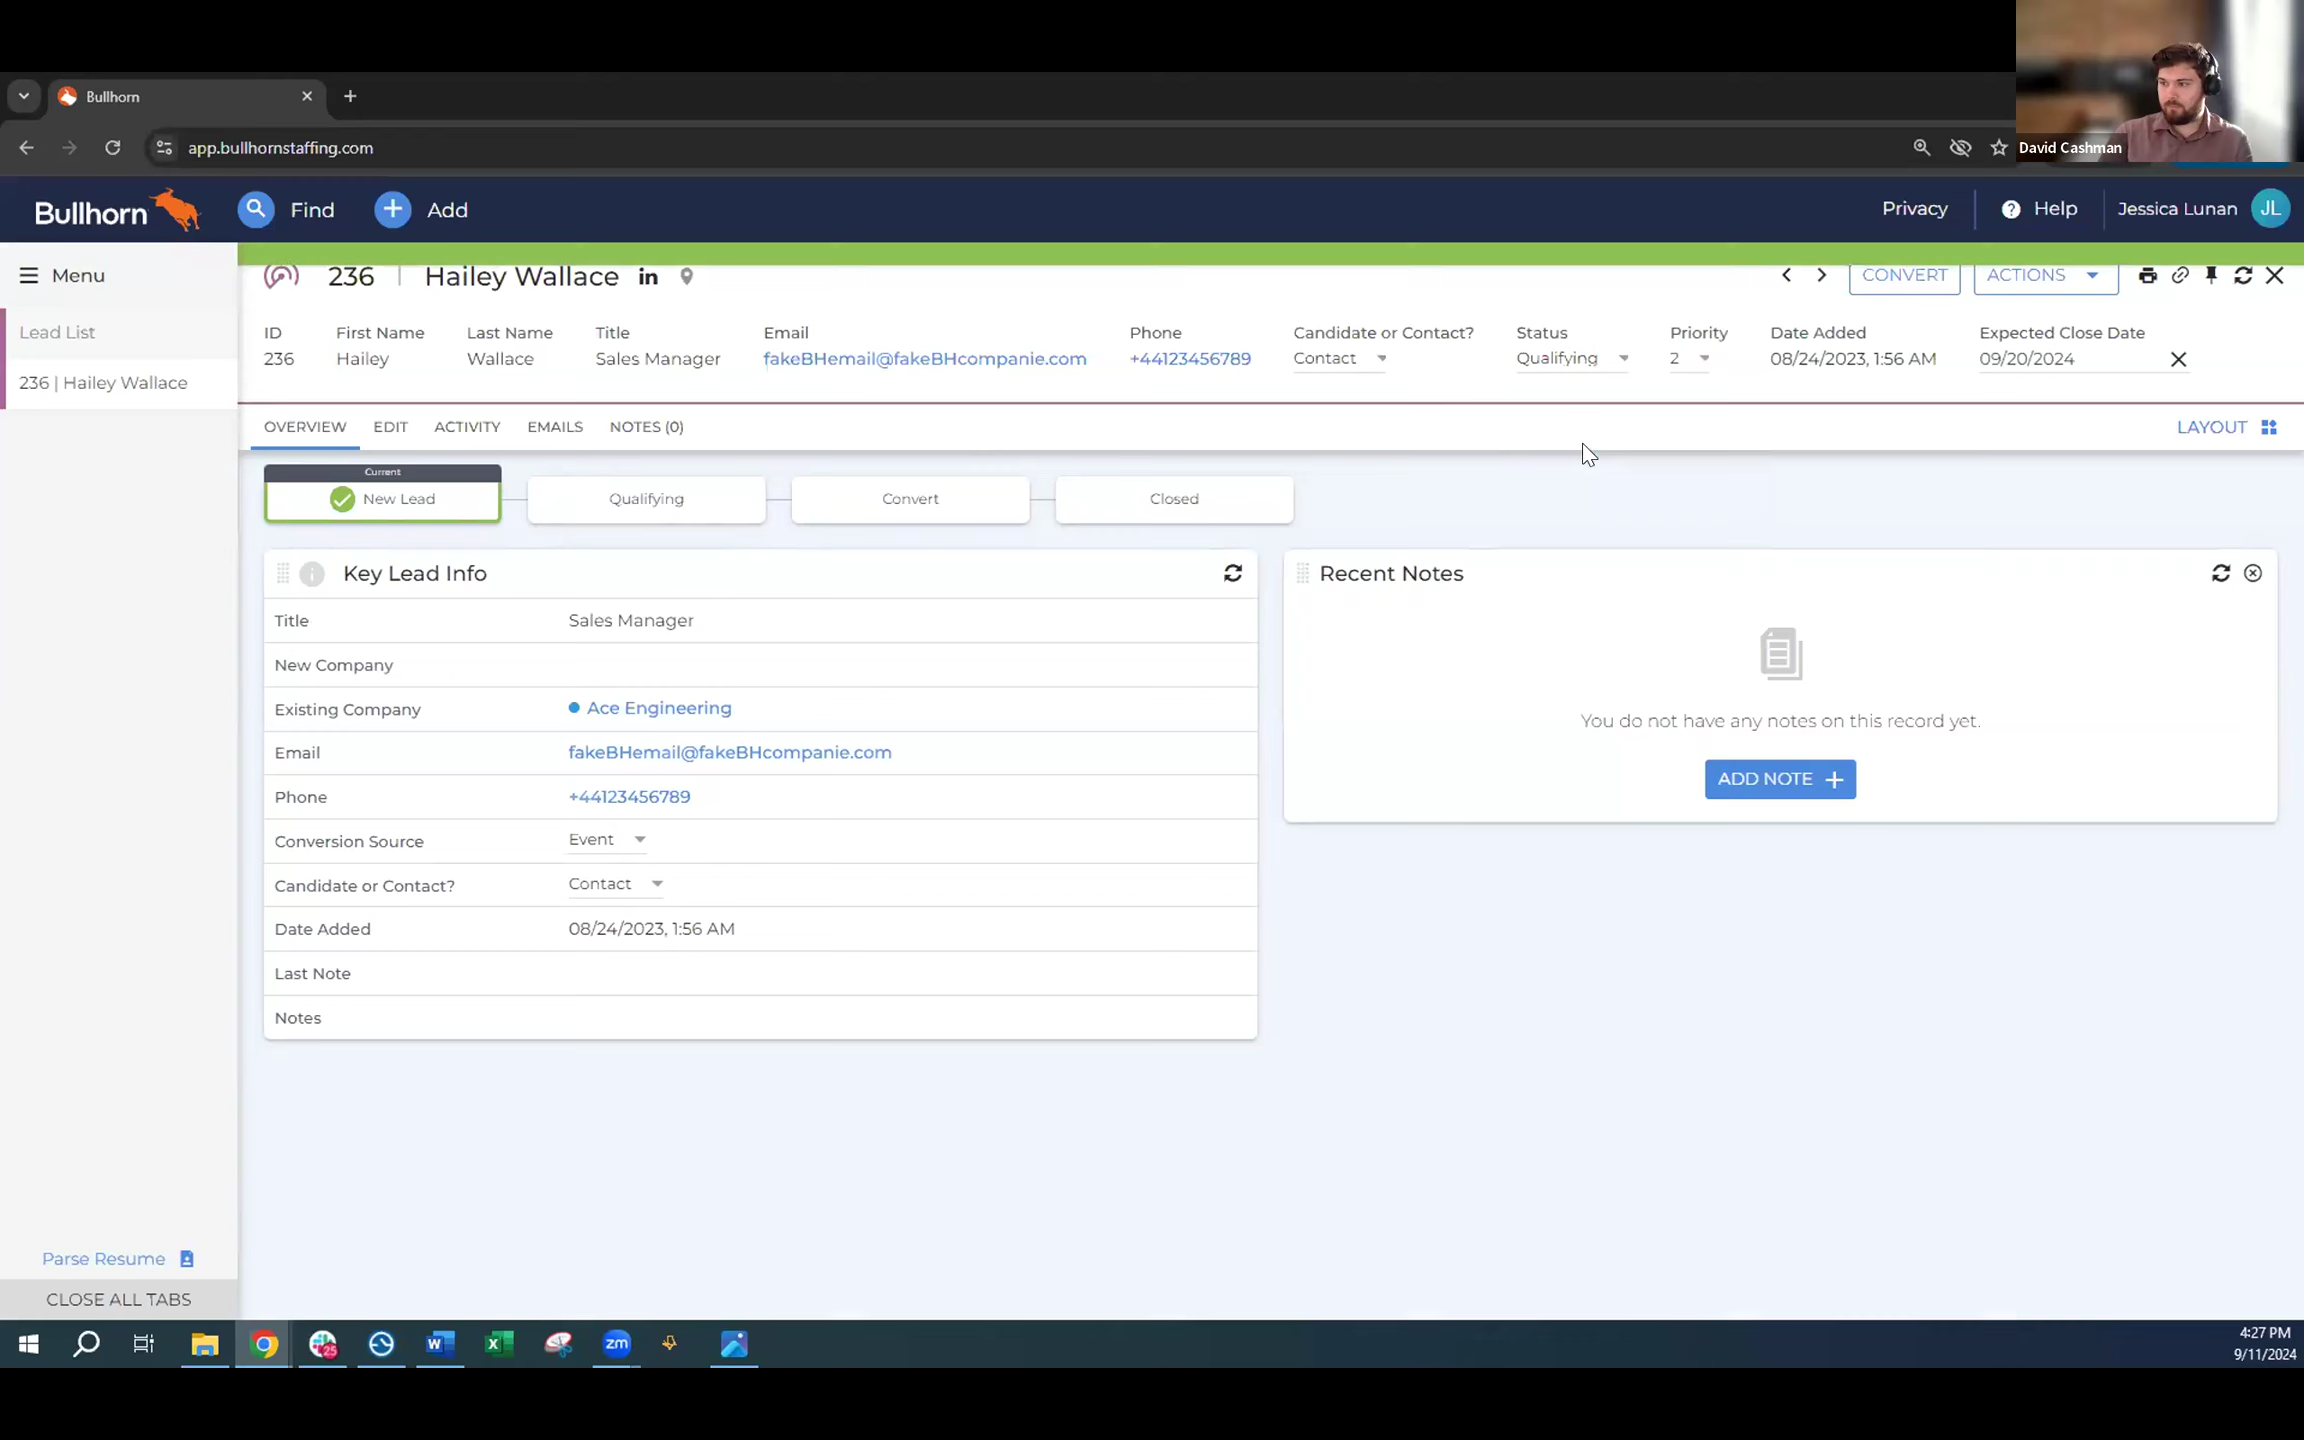 Bullhorn
app.bullhornstaffing.com
David Cashman
Bullhorn
Find
Add
Privacy
Help
Jessica Lunan
JL
Menu
Lead List
236 | Hailey Wallace
236 | Hailey Wallace in
CONVERT
ACTIONS
ID First Name Last Name Title Email Phone Candidate or Contact? Status Priority Date Added Expected Close Date
236 Hailey Wallace Sales Manager fakeBHemail@fakeBHcompanie.com +44123456789 Contact Qualifying 2 08/24/2023, 1:56 AM 09/20/2024
OVERVIEW EDIT ACTIVITY EMAILS NOTES (0) LAYOUT
Current
New Lead Qualifying Convert Closed
Key Lead Info
Title Sales Manager
New Company
Existing Company Ace Engineering
Email fakeBHemail@fakeBHcompanie.com
Phone +44123456789
Conversion Source Event
Candidate or Contact? Contact
Date Added 08/24/2023, 1:56 AM
Last Note
Notes
Recent Notes
You do not have any notes on this record yet.
ADD NOTE +
Parse Resume
CLOSE ALL TABS
25
W
X
zm
4:27 PM
9/11/2024